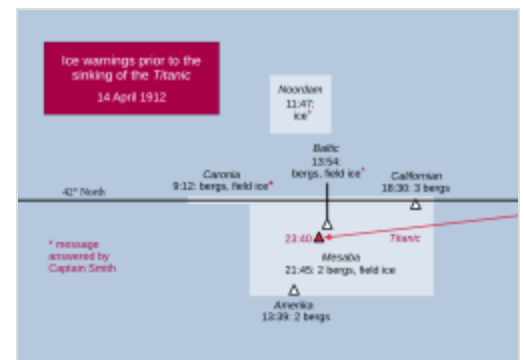 Ice warnings prior to the
sinking of the Titanic
14 April 1912
Noordam
11:47:
ice*
Baltic
13:54:
bergs, field ice*
Caronia
9:12: bergs, field ice*
Californian
18:30: 3 bergs
42° North
23:40
Titanic
* message
answered by
Captain Smith
Mesaba
21:45: 2 bergs, field ice
Amerika
13:39: 2 bergs